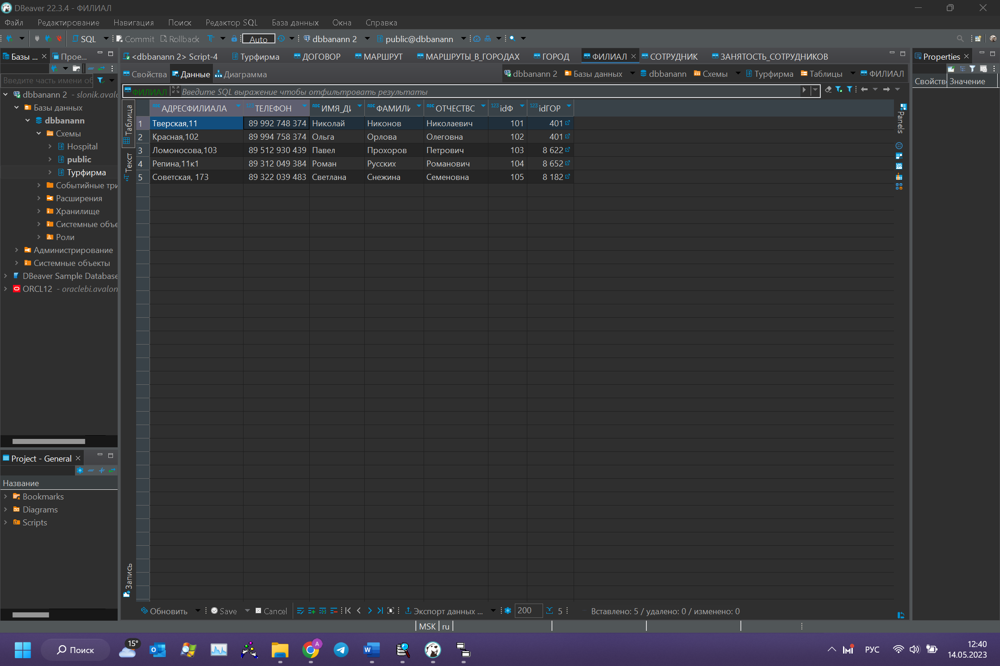 DBeaver 22.3.4 - ФИЛИАЛ
Файл Редактирование Навигация Поиск Редактор SQL База данных Окна Справка
SQL Commit Rollback Auto dbbanann 2 public@dbbanann
Базы ... Прое...
Введите часть имени об
dbbanann 2 - slonik.avalo
Базы данных
dbbanann
Схемы
Hospital
public
Турфирма
Событийные три
Расширения
Хранилище
Системные объе
Роли
Администрирование
Системные объекты
DBeaver Sample Database
ORCL12 - oraclebi.avalon
Project - General
Название
Bookmarks
Diagrams
Scripts
<dbbanann 2> Script-4 Турфирма ДОГОВОР МАРШРУТ МАРШРУТЫ_В_ГОРОДАХ ГОРОД ФИЛИАЛ СОТРУДНИК ЗАНЯТОСТЬ_СОТРУДНИКОВ
Свойства Данные Диаграмма dbbanann 2 Базы данных dbbanann Схемы Турфирма Таблицы ФИЛИАЛ
ФИЛИАЛ Введите SQL выражение чтобы отфильтровать результаты
Таблица
Текст
Запись
ABC АДРЕСФИЛИАЛА 123 ТЕЛЕФОН ABC ИМЯ_ДИ ABC ФАМИЛИ ABC ОТЧЕСТВО 123 idФ 123 idГОР
1 Тверская,11 89 992 748 374 Николай Никонов Николаевич 101 401
2 Красная,102 89 994 758 374 Ольга Орлова Олеговна 102 401
3 Ломоносова,103 89 512 930 439 Павел Прохоров Петрович 103 8 622
4 Репина,11к1 89 312 049 384 Роман Русских Романович 104 8 652
5 Советская, 173 89 322 039 483 Светлана Снежина Семеновна 105 8 182
Panels
Properties
Свойств Значение
Обновить Save Cancel Экспорт данных ... 200 5 Вставлено: 5 / удалено: 0 / изменено: 0
MSK ru
15° Поиск РУС 12:40
14.05.2023